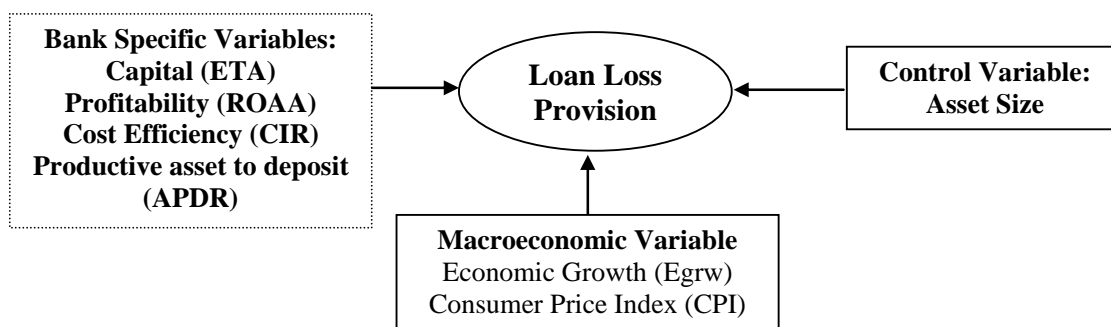 Bank Specific Variables:
Capital (ETA)
Profitability (ROAA)
Cost Efficiency (CIR)
Productive asset to deposit
(APDR)
Loan Loss
Provision
Control Variable:
Asset Size
Macroeconomic Variable
Economic Growth (Egrw)
Consumer Price Index (CPI)